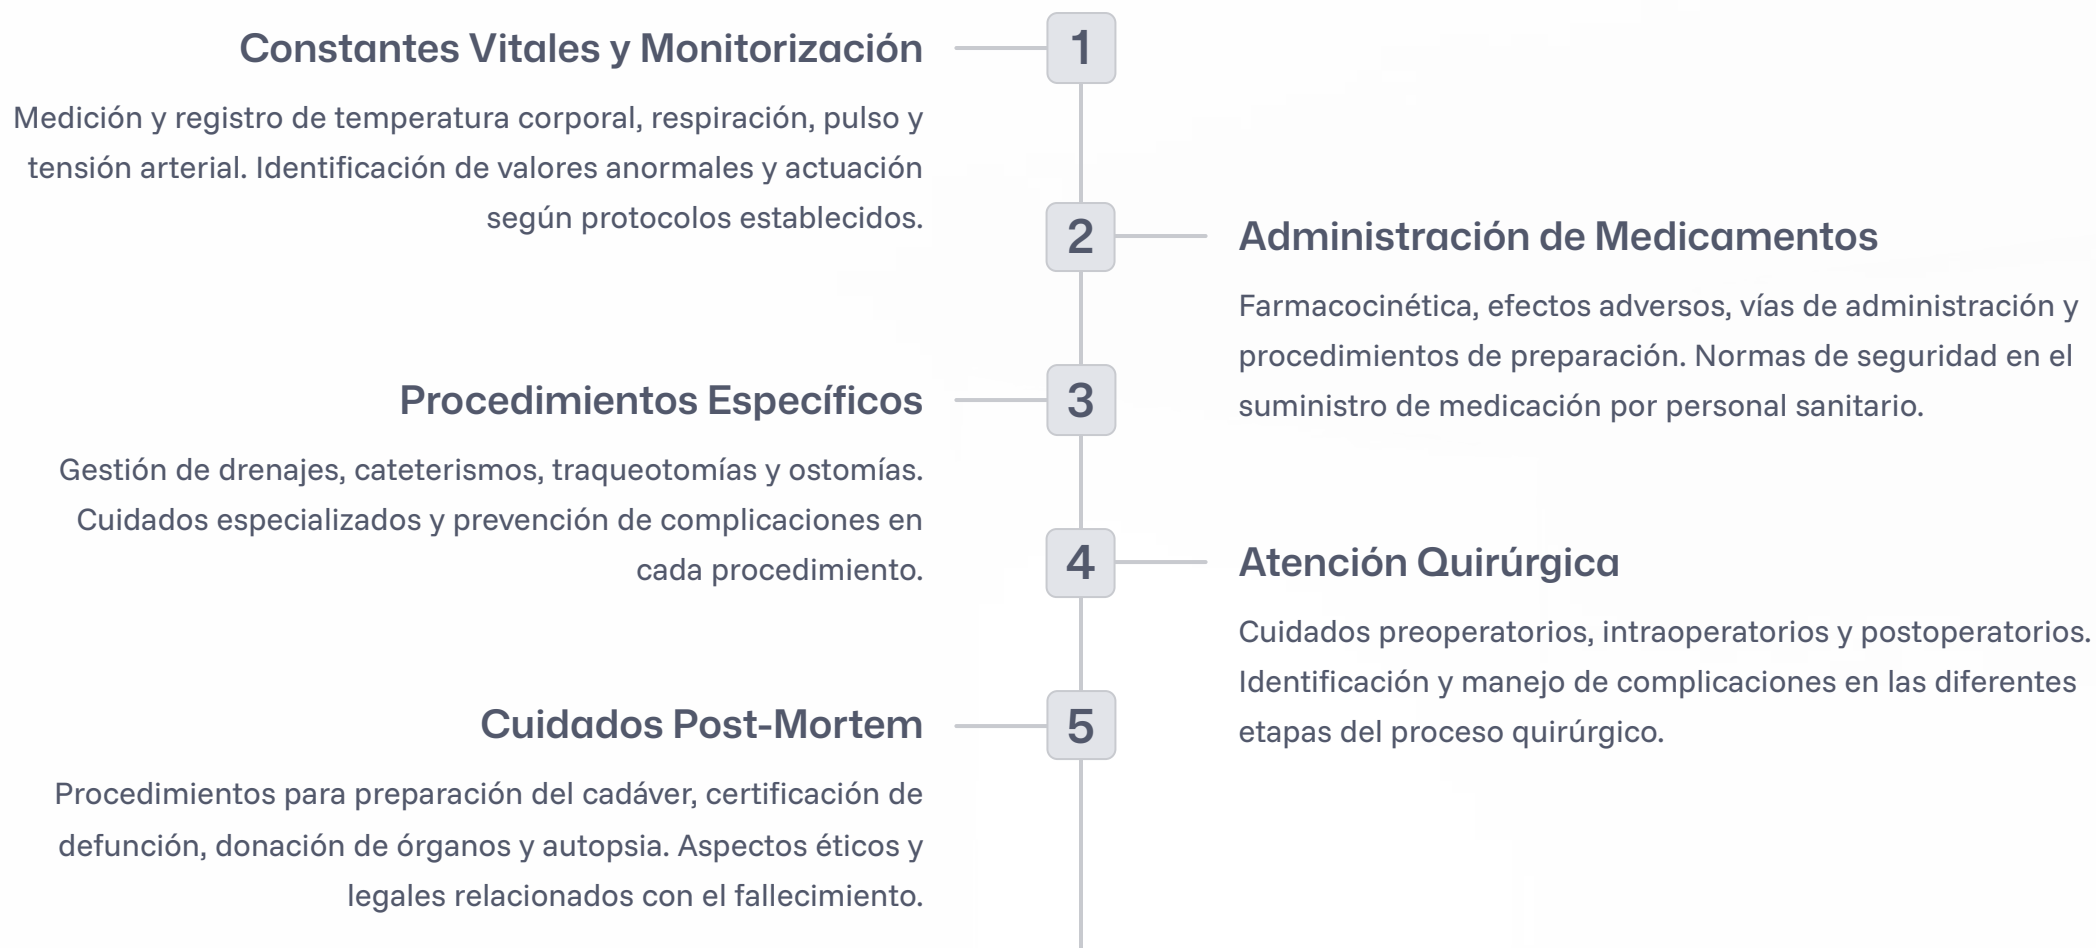 Constantes Vitales y Monitorización
1
Medición y registro de temperatura corporal, respiración, pulso y
tensión arterial. Identificación de valores anormales y actuación
según protocolos establecidos.
2
Administración de Medicamentos
Farmacocinética, efectos adversos, vías de administración y
procedimientos de preparación. Normas de seguridad en el
suministro de medicación por personal sanitario.
Procedimientos Específicos
3
Gestión de drenajes, cateterismos, traqueotomías y ostomías.
Cuidados especializados y prevención de complicaciones en
cada procedimiento.
4
Atención Quirúrgica
Cuidados preoperatorios, intraoperatorios y postoperatorios.
Identificación y manejo de complicaciones en las diferentes
etapas del proceso quirúrgico.
Cuidados Post-Mortem
5
Procedimientos para preparación del cadáver, certificación de
defunción, donación de órganos y autopsia. Aspectos éticos y
legales relacionados con el fallecimiento.